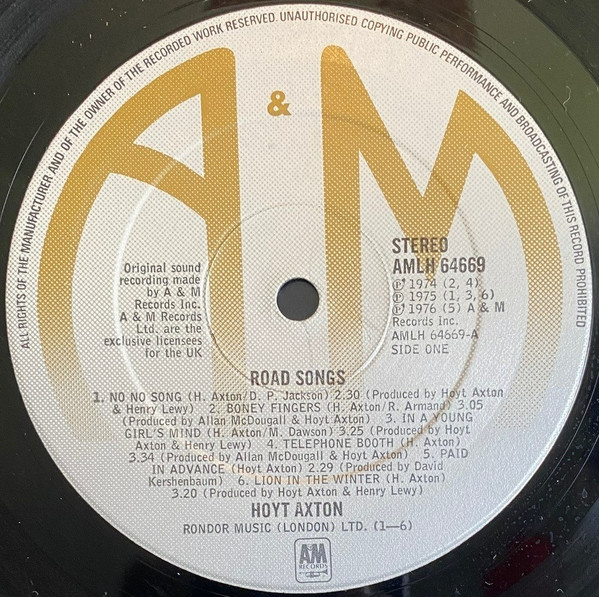 ALL RIGHTS OF THE MANUFACTURER AND OF THE OWNER OF THE RECORDED WORK RESERVED. UNAUTHORISED COPYING PUBLIC PERFORMANCE AND BROADCASTING OF THIS RECORD PROHIBITED
A & M
Original sound
recording made
by A & M
Records Inc.
A & M Records
Ltd. are the
exclusive licensees
for the UK
STEREO
AMLH 64669
℗ 1974 (2, 4)
℗ 1975 (1, 3, 6)
℗ 1976 (5) A & M
Records Inc.
AMLH 64669-A
SIDE ONE
ROAD SONGS
1. NO NO SONG (H. Axton/D. P. Jackson) 2.30 (Produced by Hoyt Axton
& Henry Lewy) 2. BONEY FINGERS (H. Axton/R. Armand) 3.05
(Produced by Allan McDougall & Hoyt Axton) 3. IN A YOUNG
GIRL'S MIND (H. Axton/M. Dawson) 3.25 (Produced by Hoyt
Axton & Henry Lewy) 4. TELEPHONE BOOTH (H. Axton)
3.34 (Produced by Allan McDougall & Hoyt Axton) 5. PAID
IN ADVANCE (Hoyt Axton) 2.29 (Produced by David
Kershenbaum) 6. LION IN THE WINTER (H. Axton)
3.20 (Produced by Hoyt Axton & Henry Lewy)
HOYT AXTON
RONDOR MUSIC (LONDON) LTD. (1—6)
AM
RECORDS